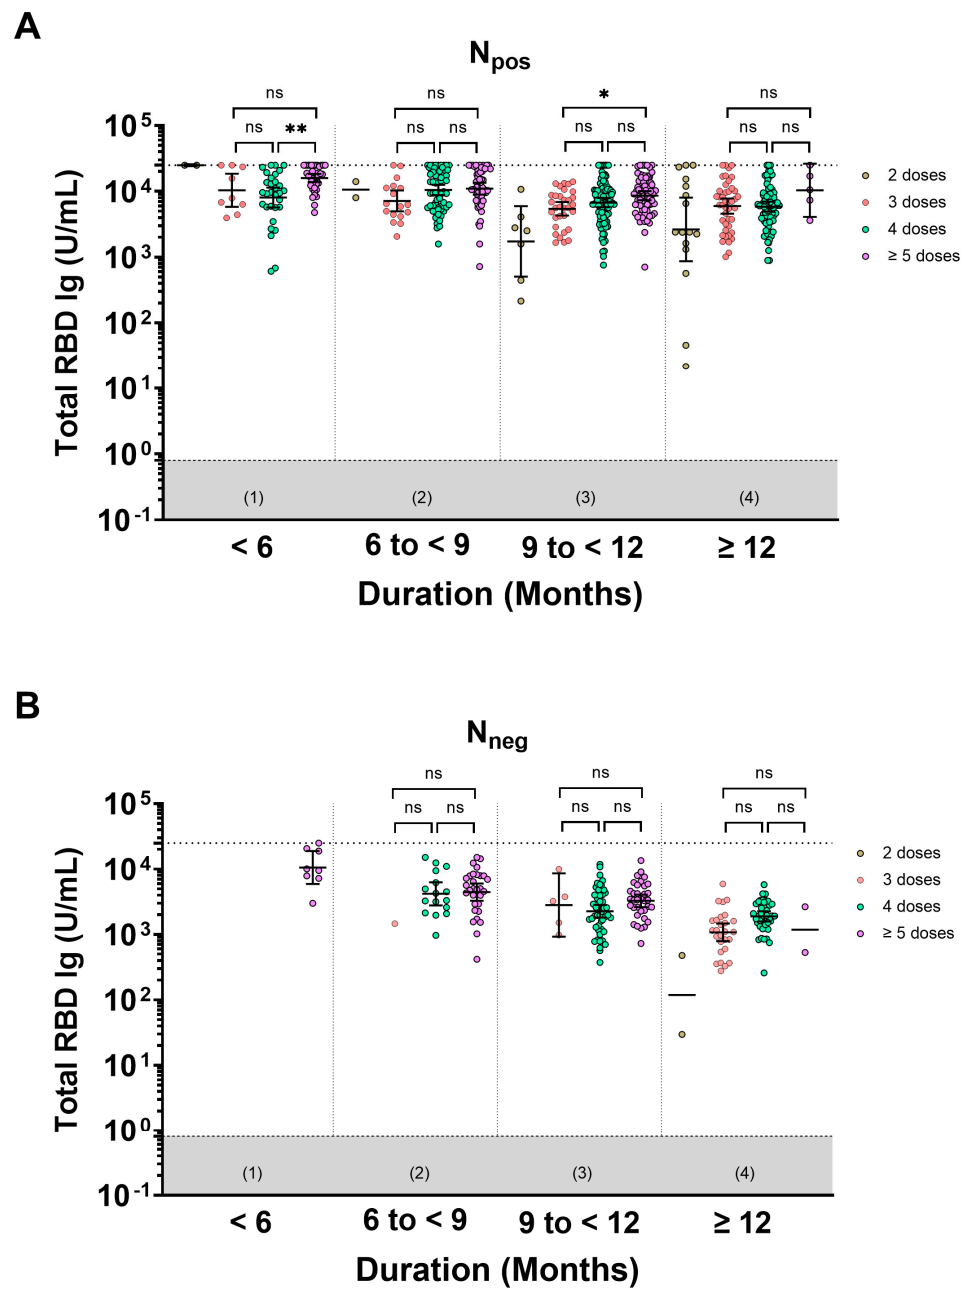 A
N_pos
ns
ns
*
ns
ns **
ns ns
ns ns
ns ns
10^5
10^4
10^3
10^2
10^1
10^0
10^-1
Total RBD Ig (U/mL)
2 doses
3 doses
4 doses
≥ 5 doses
(1) (2) (3) (4)
< 6 6 to < 9 9 to < 12 ≥ 12
Duration (Months)
B
N_neg
ns ns ns
ns ns ns ns ns ns
10^5
10^4
10^3
10^2
10^1
10^0
10^-1
Total RBD Ig (U/mL)
2 doses
3 doses
4 doses
≥ 5 doses
(1) (2) (3) (4)
< 6 6 to < 9 9 to < 12 ≥ 12
Duration (Months)